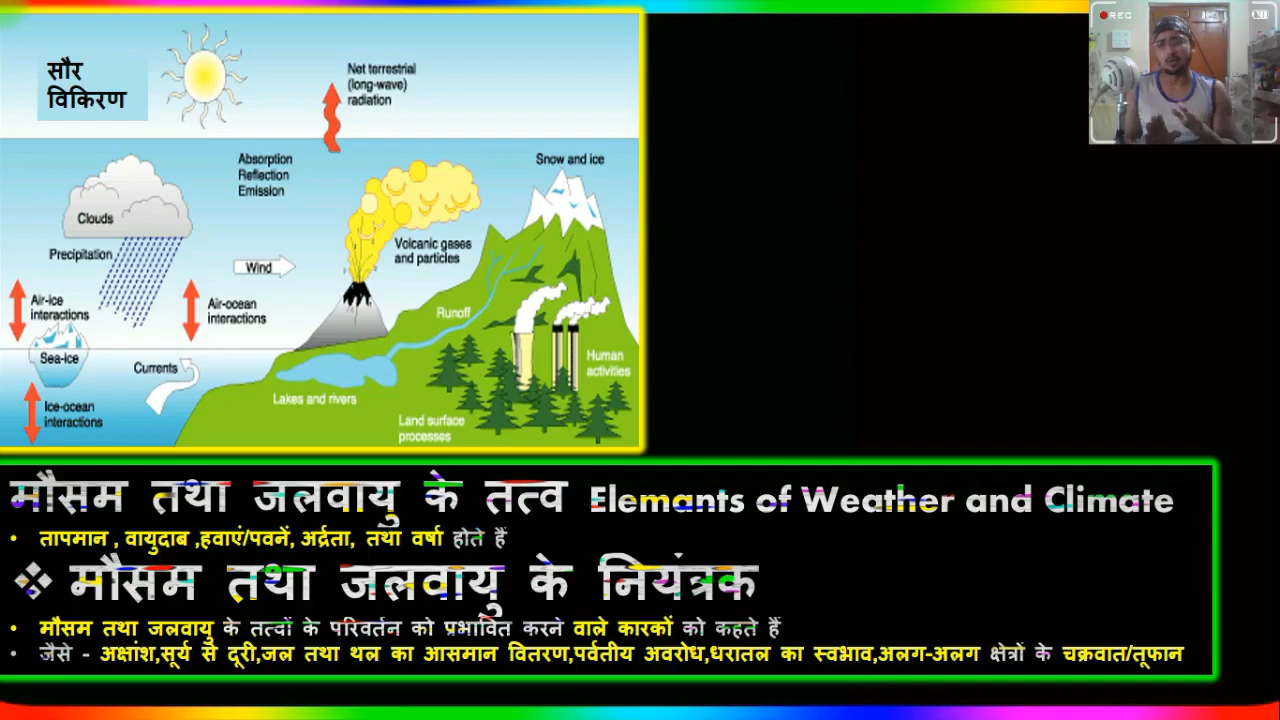 REC
सौर
विकिरण
Net terrestrial
(long-wave)
radiation
Absorption
Reflection
Emission
Snow and ice
Clouds
Precipitation
Volcanic gases
and particles
Wind
Air-ice
interactions
Air-ocean
interactions
Runoff
Sea-ice
Currents
Human
activities
Lakes and rivers
Ice-ocean
interactions
Land surface
processes
मौसम तथा जलवायु के तत्व Elemants of Weather and Climate
• तापमान , वायुदाब ,हवाएं/पवनें, अर्द्रता, तथा वर्षा होते हैं
❖ मौसम तथा जलवायु के नियंत्रक
• मौसम तथा जलवायु के तत्वों के परिवर्तन को प्रभावित करने वाले कारकों को कहते हैं
• जैसे - अक्षांश,सूर्य से दूरी,जल तथा थल का आसमान वितरण,पर्वतीय अवरोध,धरातल का स्वभाव,अलग-अलग क्षेत्रों के चक्रवात/तूफान